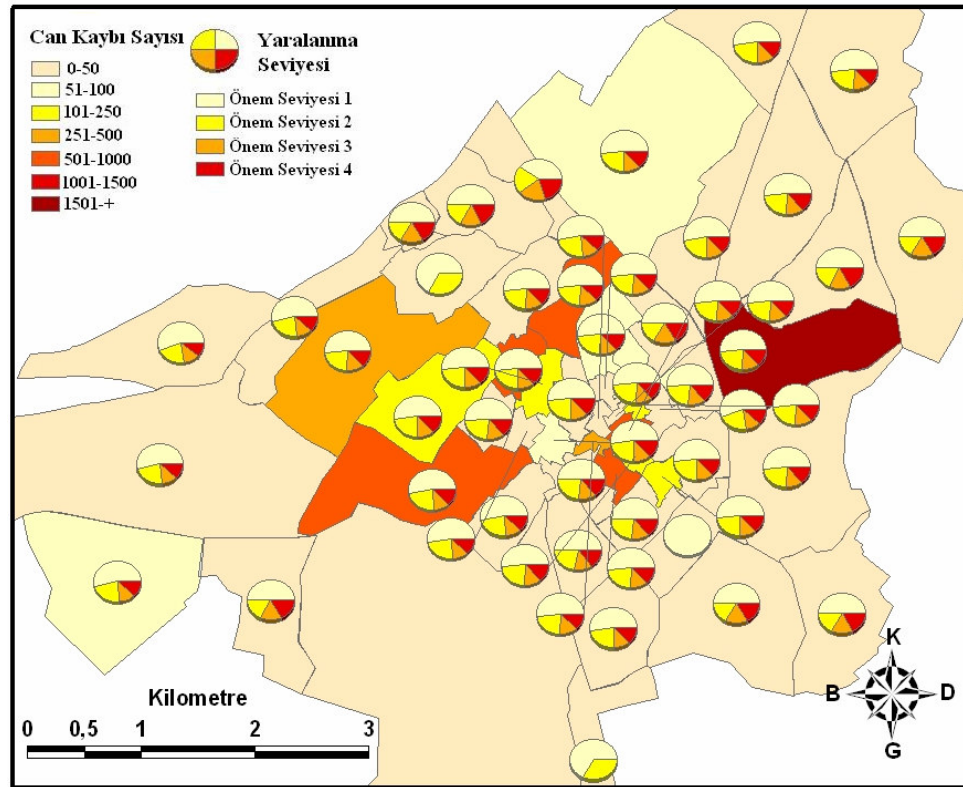 Can Kaybı Sayısı
0-50
51-100
101-250
251-500
501-1000
1001-1500
1501-+
Yaralanma
Seviyesi
Önem Seviyesi 1
Önem Seviyesi 2
Önem Seviyesi 3
Önem Seviyesi 4
K
B D
G
Kilometre
0 0,5 1 2 3